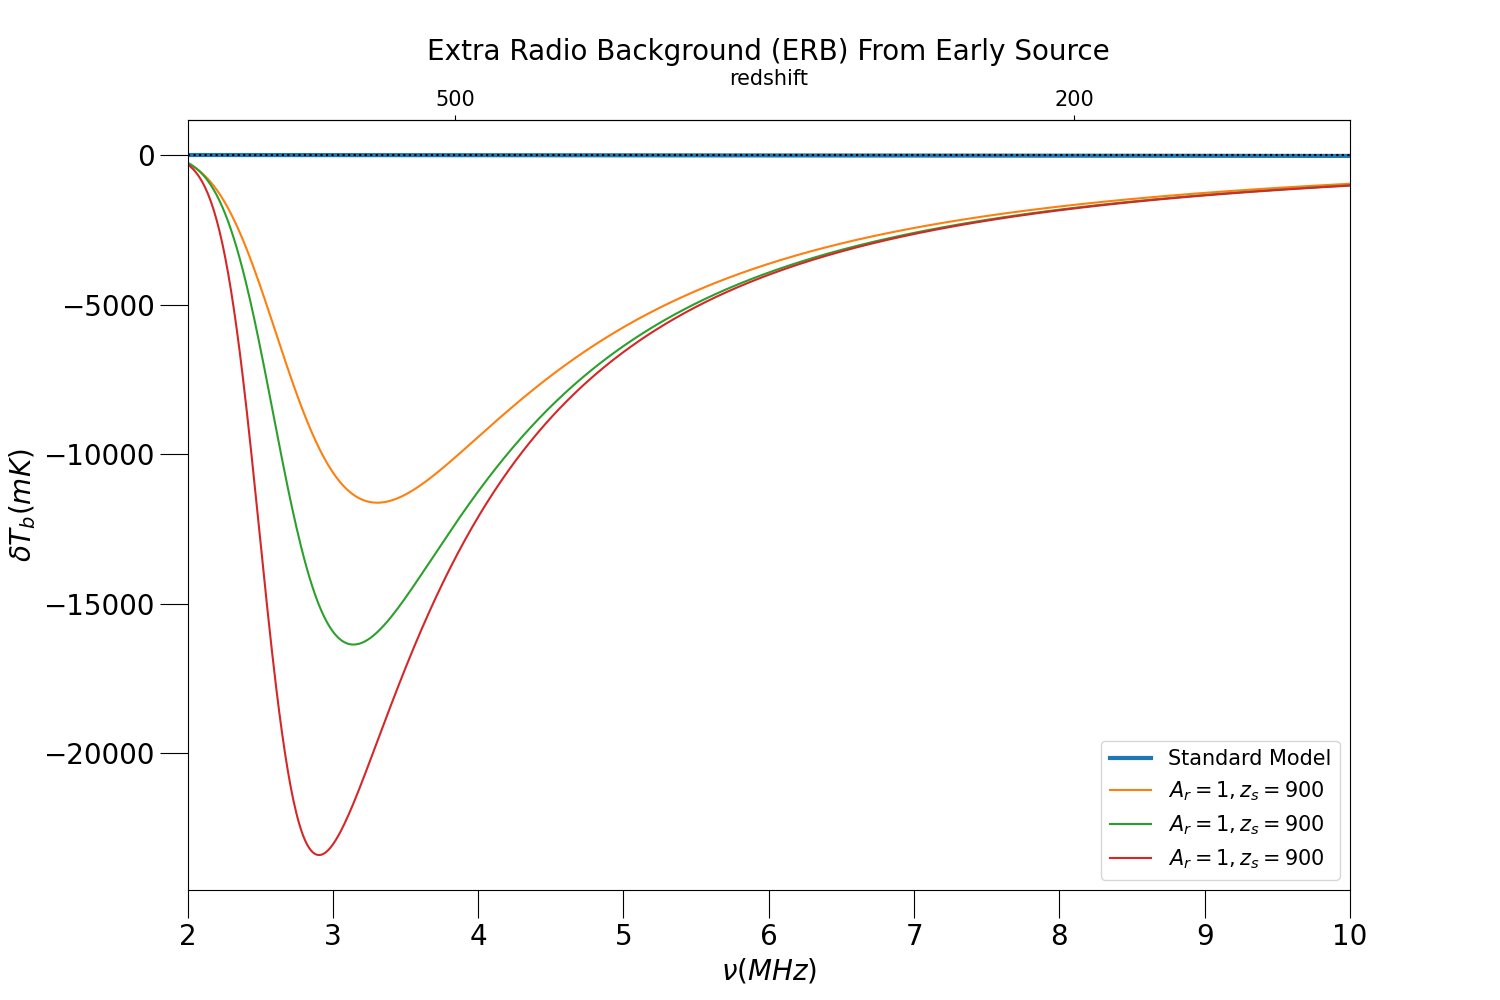 Extra Radio Background (ERB) From Early Source
redshift
500 200
0
−5000
−10000
−15000
−20000
δT_b(mK)
Standard Model
A_r = 1, z_s = 900
A_r = 1, z_s = 900
A_r = 1, z_s = 900
2 3 4 5 6 7 8 9 10
ν(MHz)